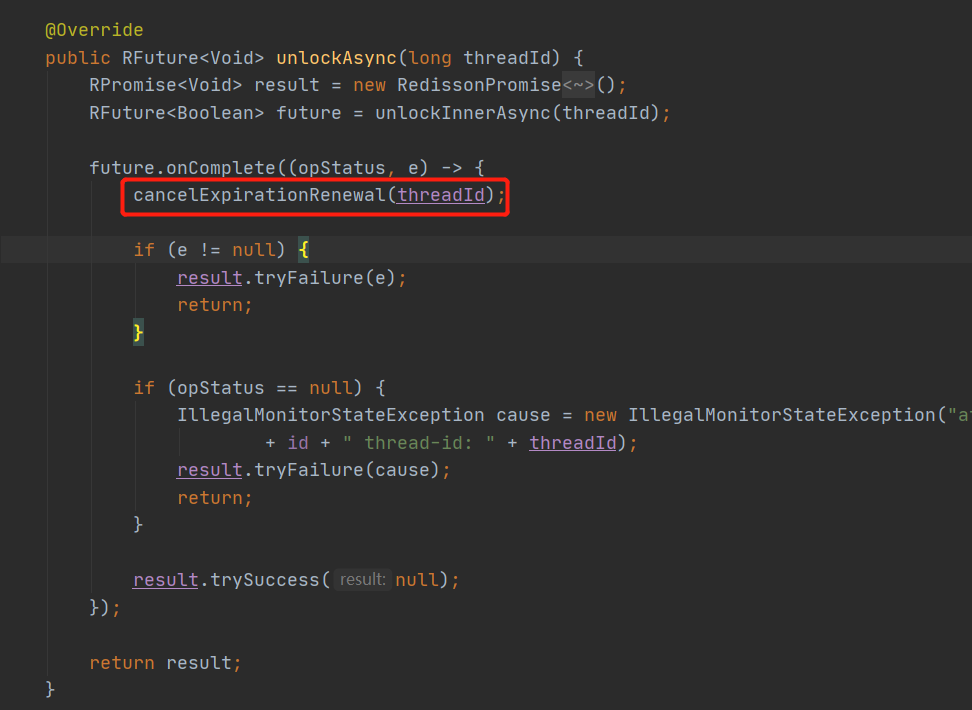 @Override
public RFuture<Void> unlockAsync(long threadId) {
RPromise<Void> result = new RedissonPromise<~>();
RFuture<Boolean> future = unlockInnerAsync(threadId);
future.onComplete((opStatus, e) -> {
cancelExpirationRenewal(threadId);
if (e != null) {
result.tryFailure(e);
return;
}
if (opStatus == null) {
IllegalMonitorStateException cause = new IllegalMonitorStateException("a
+ id + " thread-id: " + threadId);
result.tryFailure(cause);
return;
}
result.trySuccess( result: null);
});
return result;
}